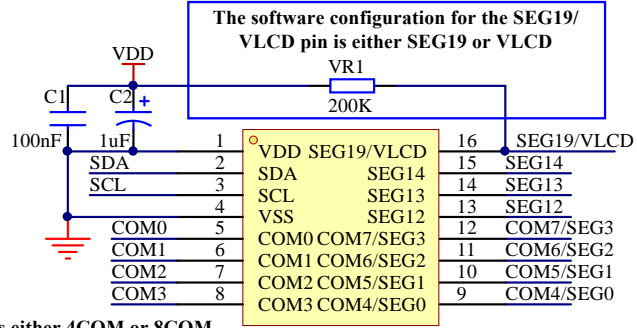 The software configuration for the SEG19/
VLCD pin is either SEG19 or VLCD
VDD
VR1
200K
C1
C2
+
100nF
1uF
1
VDD
SEG19/VLCD
16
SEG19/VLCD
SDA
2
SDA
SEG14
15
SEG14
SCL
3
SCL
SEG13
14
SEG13
4
VSS
SEG12
13
SEG12
COM0
5
COM0
COM7/SEG3
12
COM7/SEG3
COM1
6
COM1
COM6/SEG2
11
COM6/SEG2
COM2
7
COM2
COM5/SEG1
10
COM5/SEG1
COM3
8
COM3
COM4/SEG0
9
COM4/SEG0
either 4COM or 8COM